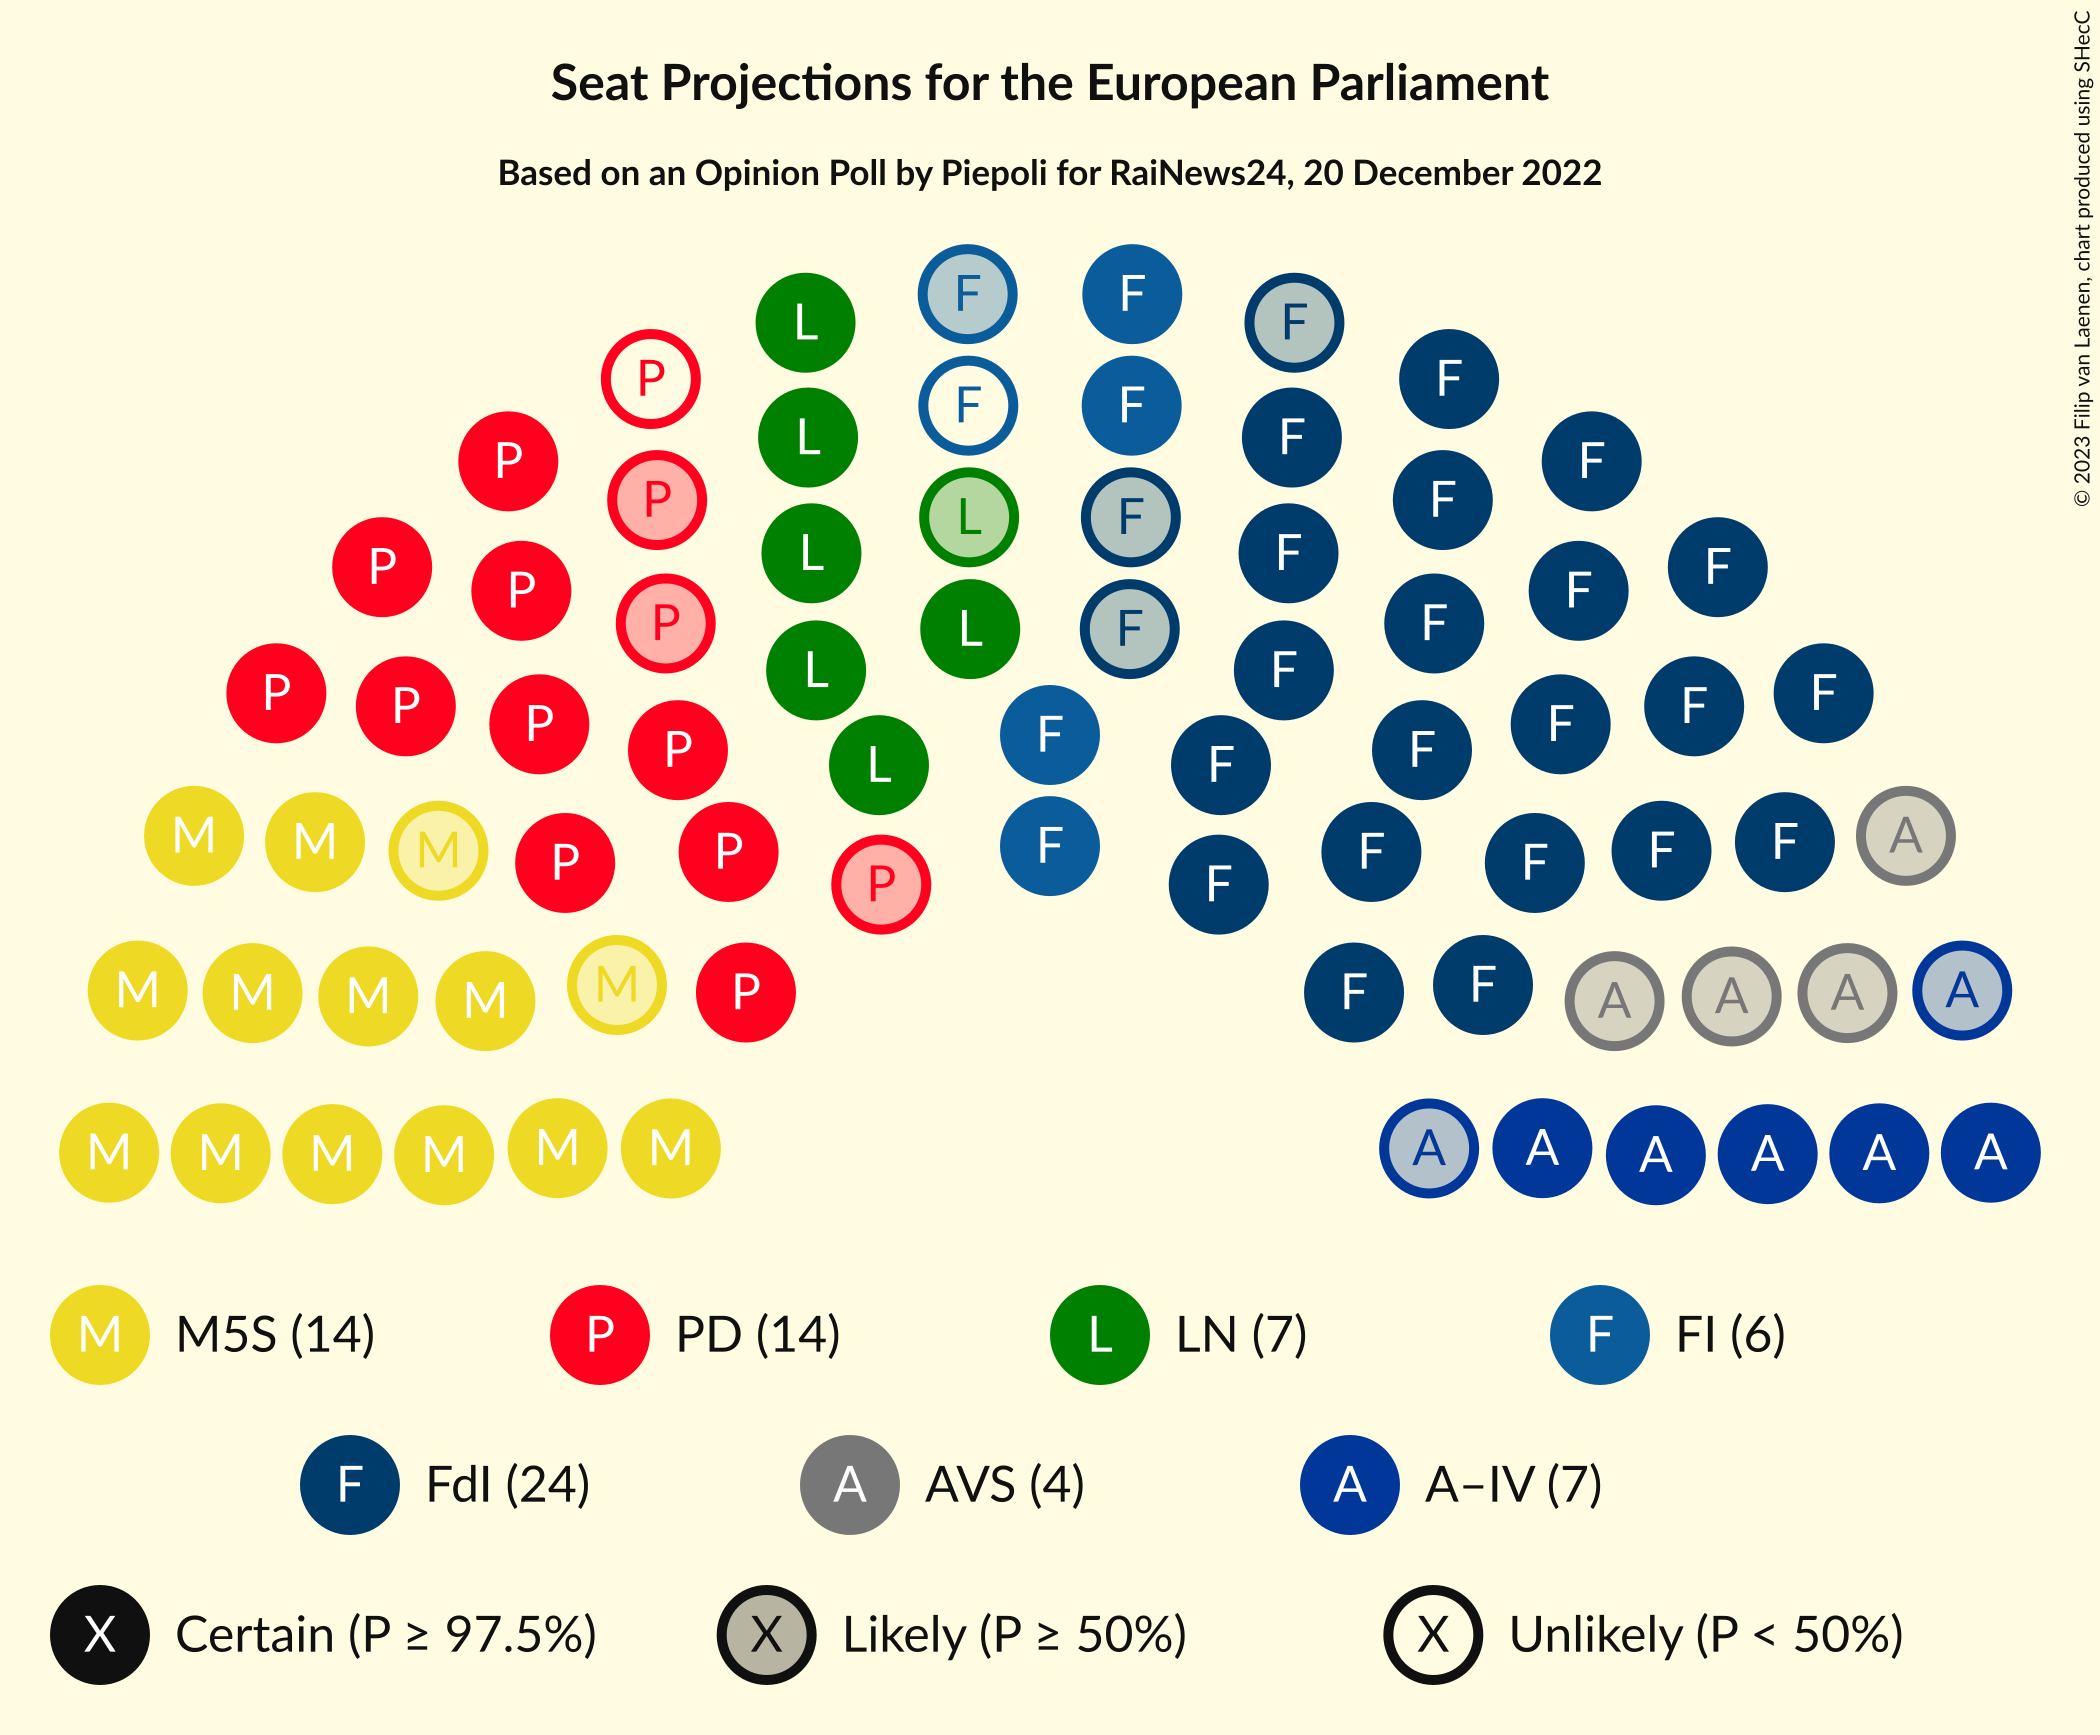 Seat Projections for the European Parliament
Based on an Opinion Poll by Piepoli for RaiNews24, 20 December 2022
© 2023 Filip van Laenen, chart produced using SHecC
F F
L F
P F
F F
L F
P F
P F
L F
P F
P F
L F
P F
P F
L F
P F
P F
L F
P P P P F F F F
F
L F
M M M P P P F F F F F A
F
P F
M M M M M P F F A A A A
M M M M M M A A A A A A
M M5S (14) P PD (14) L LN (7) F FI (6)
F FdI (24) A AVS (4) A A–IV (7)
X Certain (P ≥ 97.5%) X Likely (P ≥ 50%) X Unlikely (P < 50%)